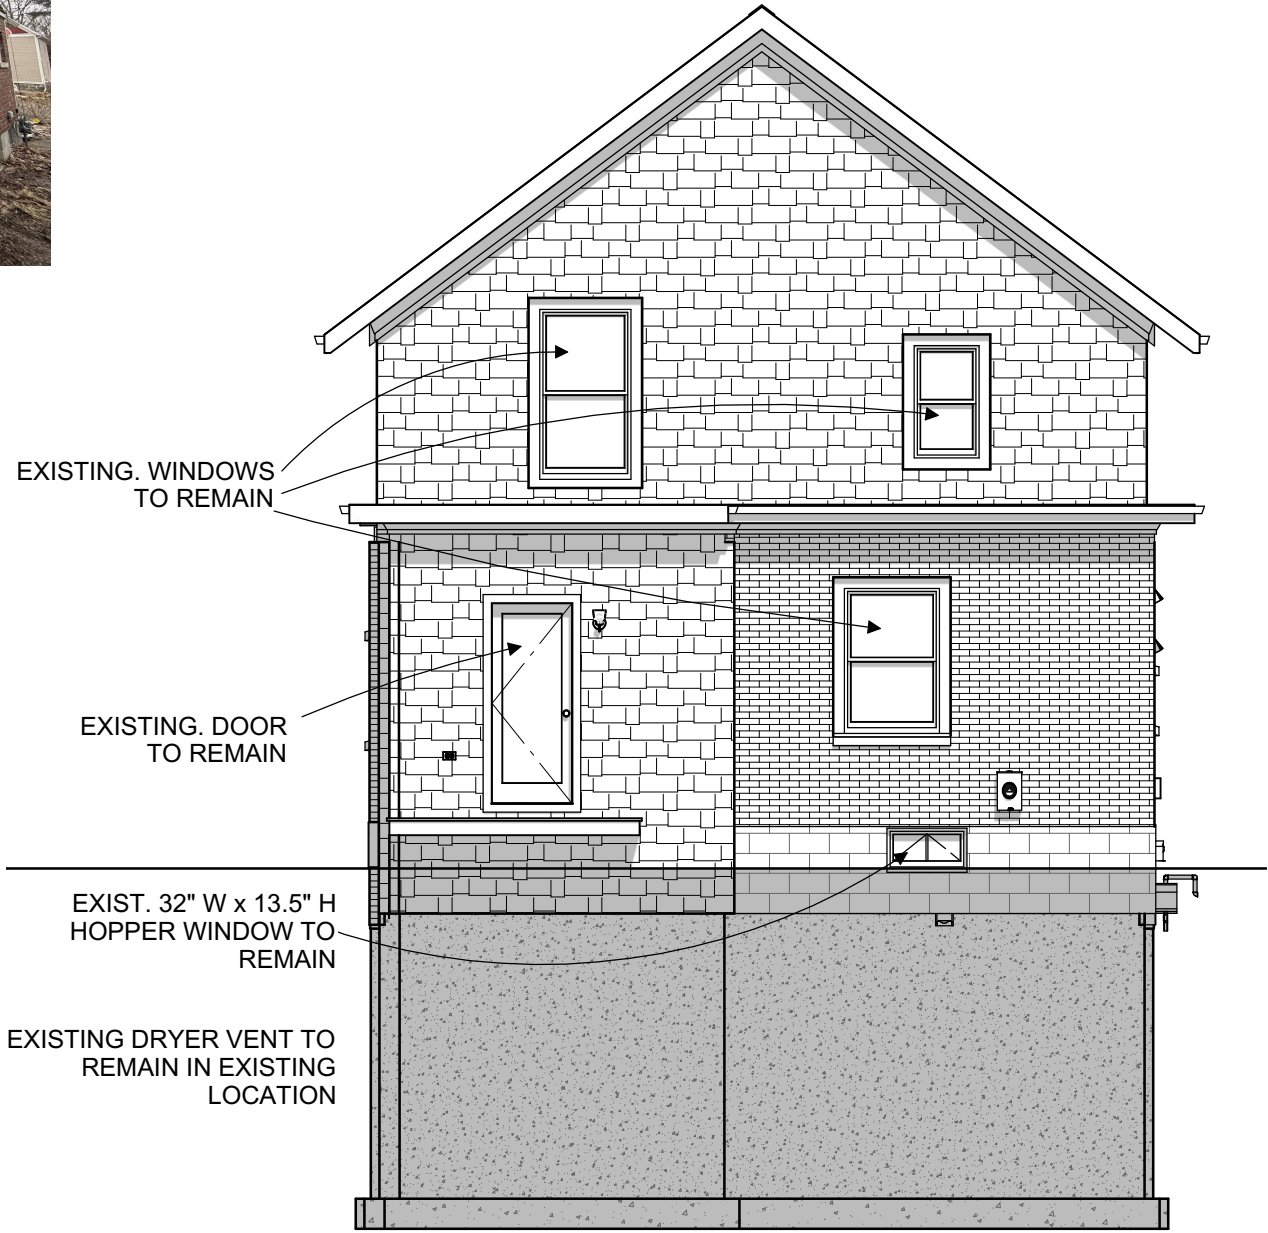 EXISTING. WINDOWS
TO REMAIN
EXISTING. DOOR
TO REMAIN
EXIST. 32" W x 13.5" H
HOPPER WINDOW TO
REMAIN
EXISTING DRYER VENT TO
REMAIN IN EXISTING
LOCATION